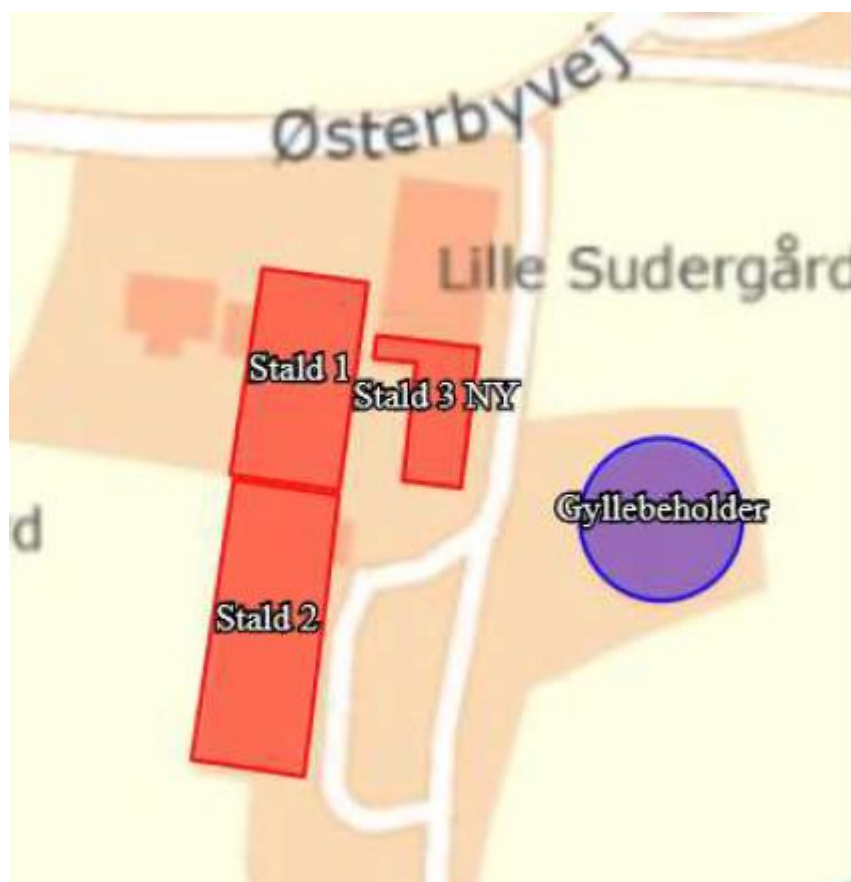 Østerbyvej
Lille Sudergård
Stald 1
Stald 3 NY
Gyllebeholder
d
Stald 2